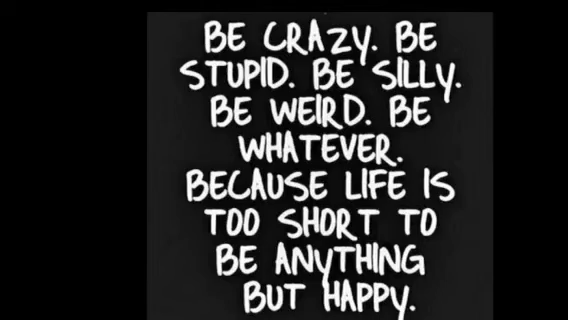 BE CRAZY. BE
STUPID. BE SILLY.
BE WEIRD. BE
WHATEVER.
BECAUSE LIFE IS
TOO SHORT TO
BE ANYTHING
BUT HAPPY.